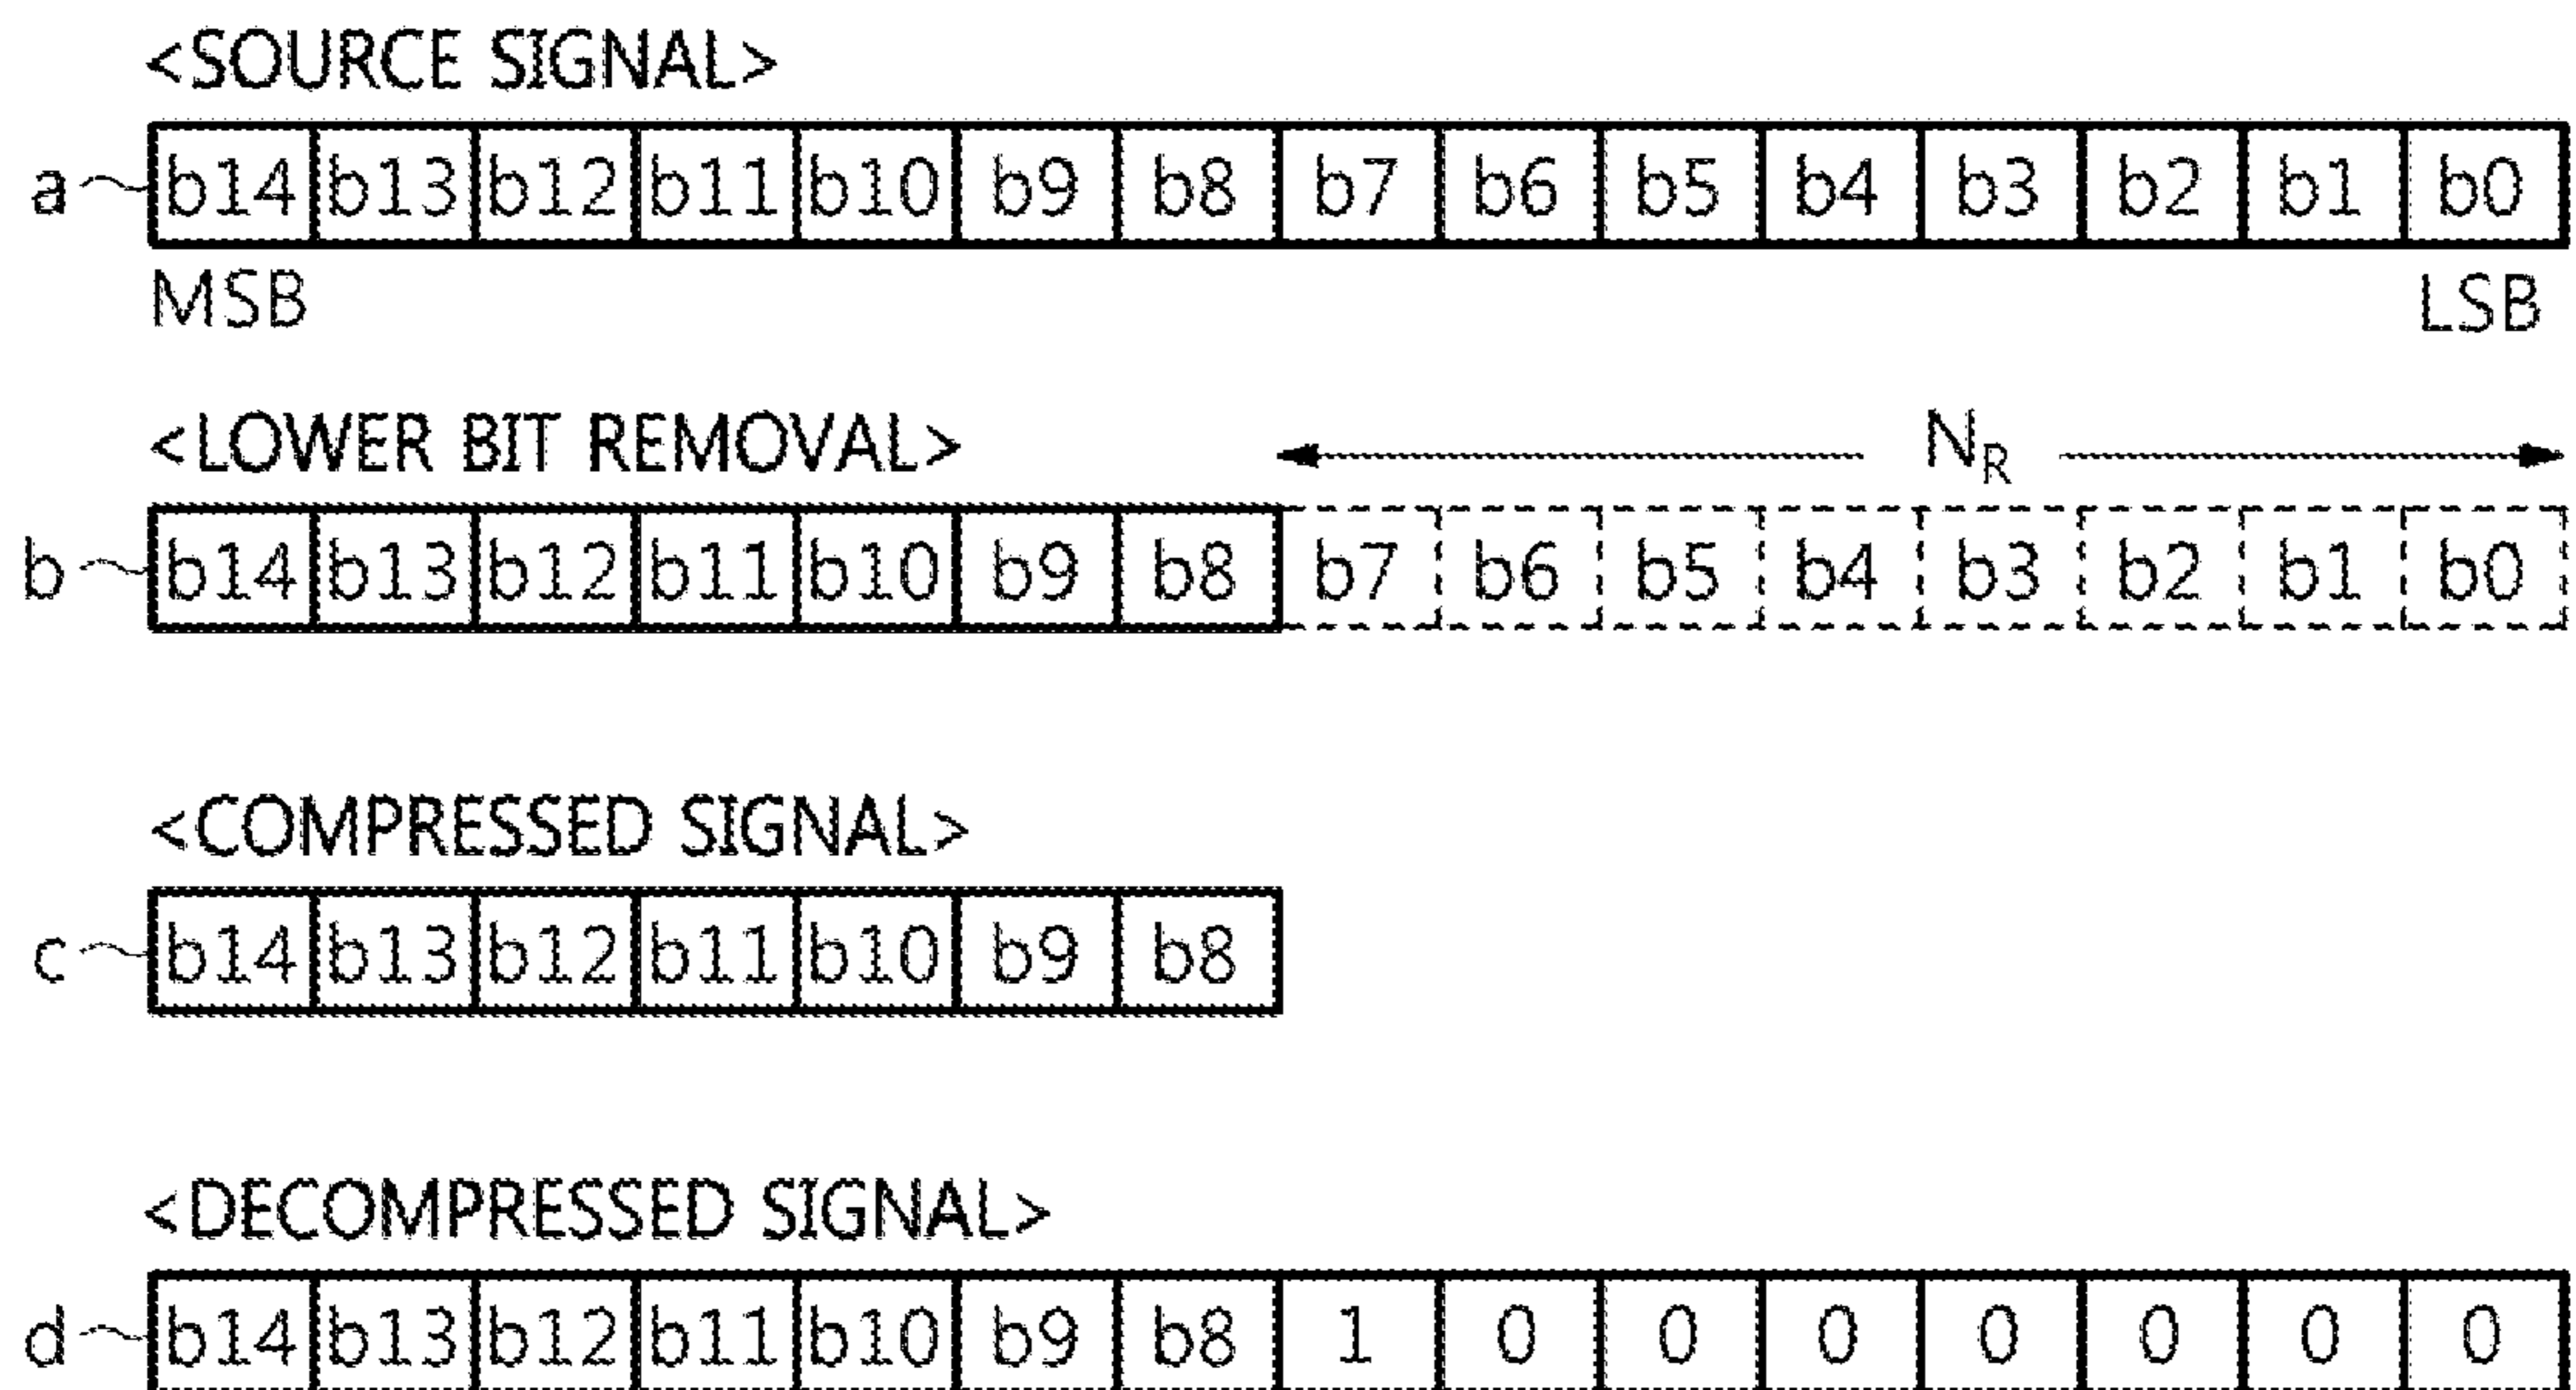 <SOURCE SIGNAL>
a b14 b13 b12 b11 b10 b9 b8 b7 b6 b5 b4 b3 b2 b1 b0
MSB LSB
<LOWER BIT REMOVAL> NR
b b14 b13 b12 b11 b10 b9 b8 b7 b6 b5 b4 b3 b2 b1 b0
<COMPRESSED SIGNAL>
c b14 b13 b12 b11 b10 b9 b8
<DECOMPRESSED SIGNAL>
d b14 b13 b12 b11 b10 b9 b8 1 0 0 0 0 0 0 0